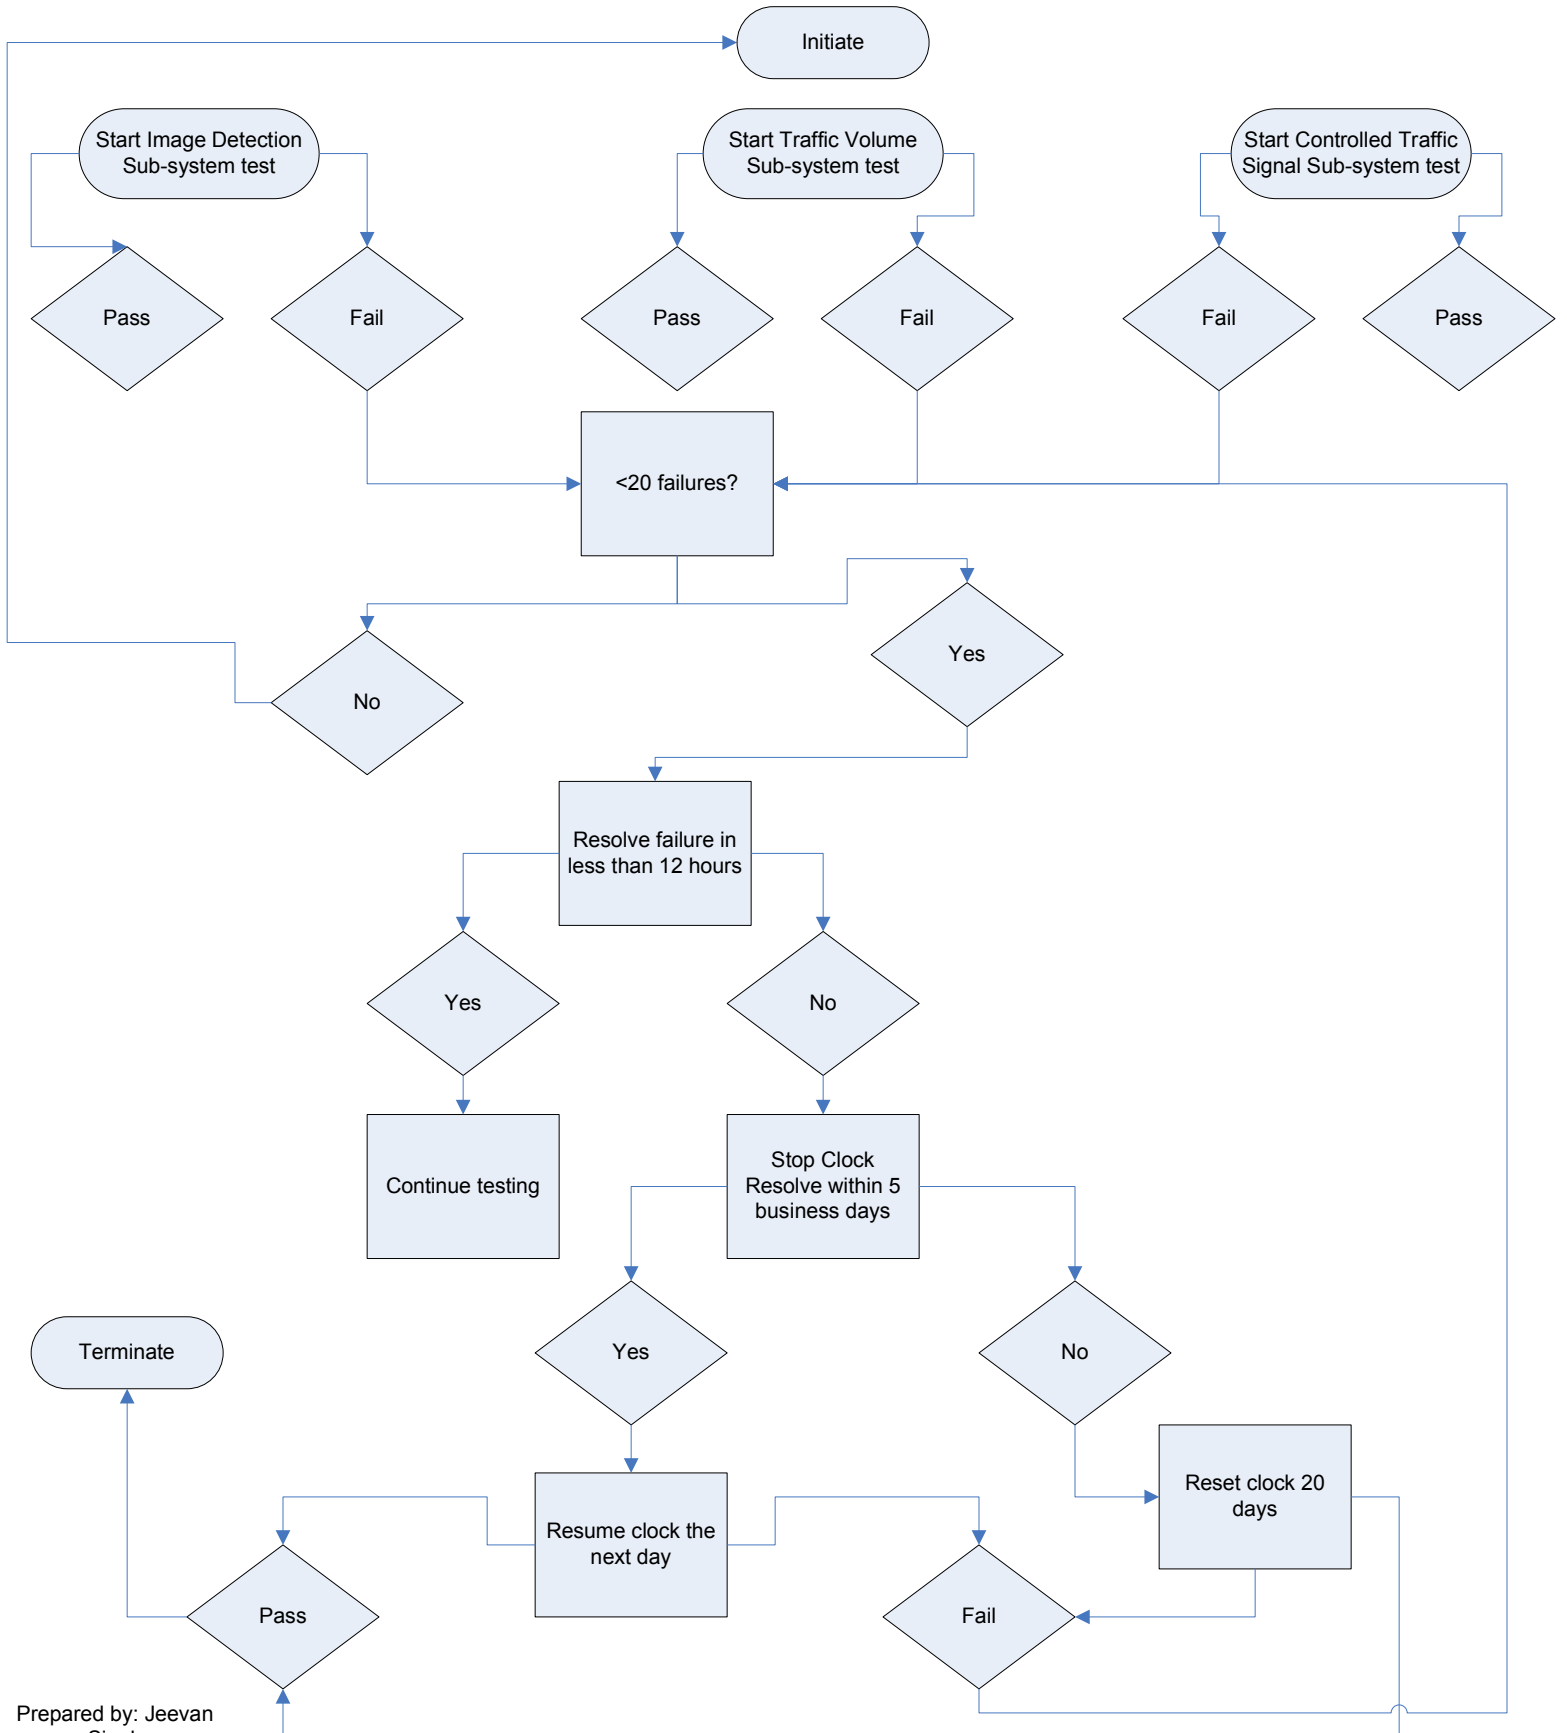 Initiate
Start Image Detection
Sub-system test
Start Traffic Volume
Sub-system test
Start Controlled Traffic
Signal Sub-system test
Pass
Fail
Pass
Fail
Fail
Pass
<20 failures?
Yes
No
Resolve failure in
less than 12 hours
Yes
No
Continue testing
Stop Clock
Resolve within 5
business days
Terminate
Yes
No
Resume clock the
next day
Reset clock 20
days
Pass
Fail
Prepared by: Jeevan